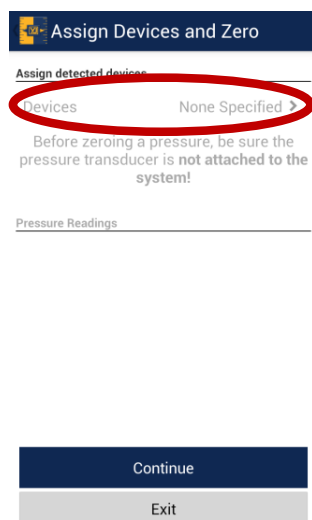 Assign Devices and Zero
Assign detected devices
Devices None Specified >
Before zeroing a pressure, be sure the
pressure transducer is not attached to the
system!
Pressure Readings
Continue
Exit